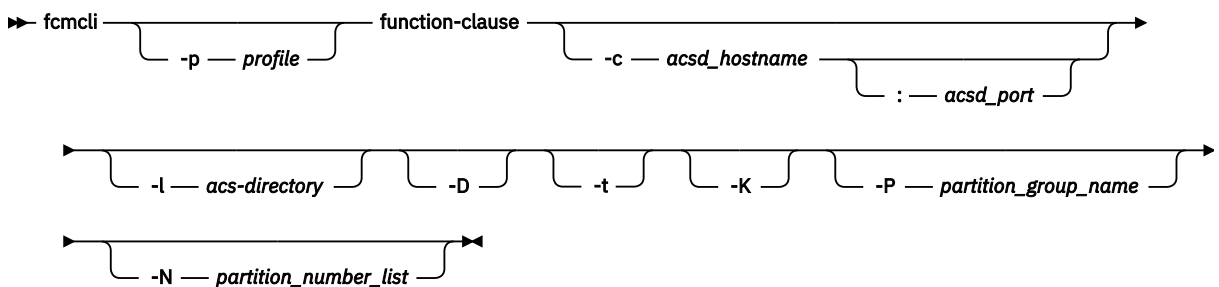 fcmcli -p profile function-clause -c acsd_hostname : acsd_port
-l acs-directory -D -t -K -P partition_group_name
-N partition_number_list